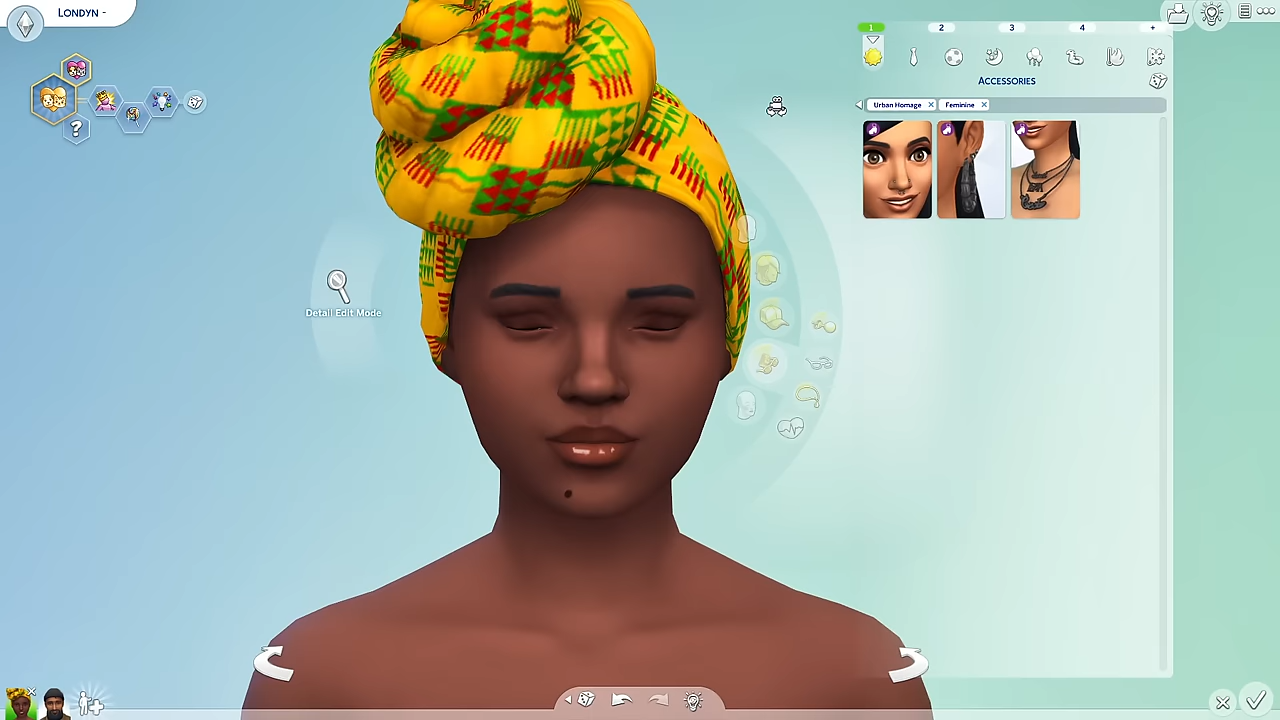 LONDYN -
1 2 3 4 +
ACCESSORIES
Urban Homage × Feminine ×
Detail Edit Mode
?